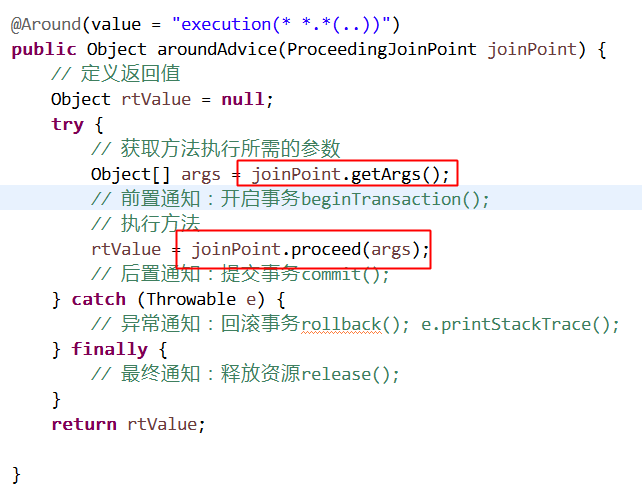 @Around(value = "execution(* *.*(..))")
public Object aroundAdvice(ProceedingJoinPoint joinPoint) {
// 定义返回值
Object rtValue = null;
try {
// 获取方法执行所需的参数
Object[] args = joinPoint.getArgs();
// 前置通知：开启事务beginTransaction();
// 执行方法
rtValue = joinPoint.proceed(args);
// 后置通知：提交事务commit();
} catch (Throwable e) {
// 异常通知：回滚事务rollback(); e.printStackTrace();
} finally {
// 最终通知：释放资源release();
}
return rtValue;
}